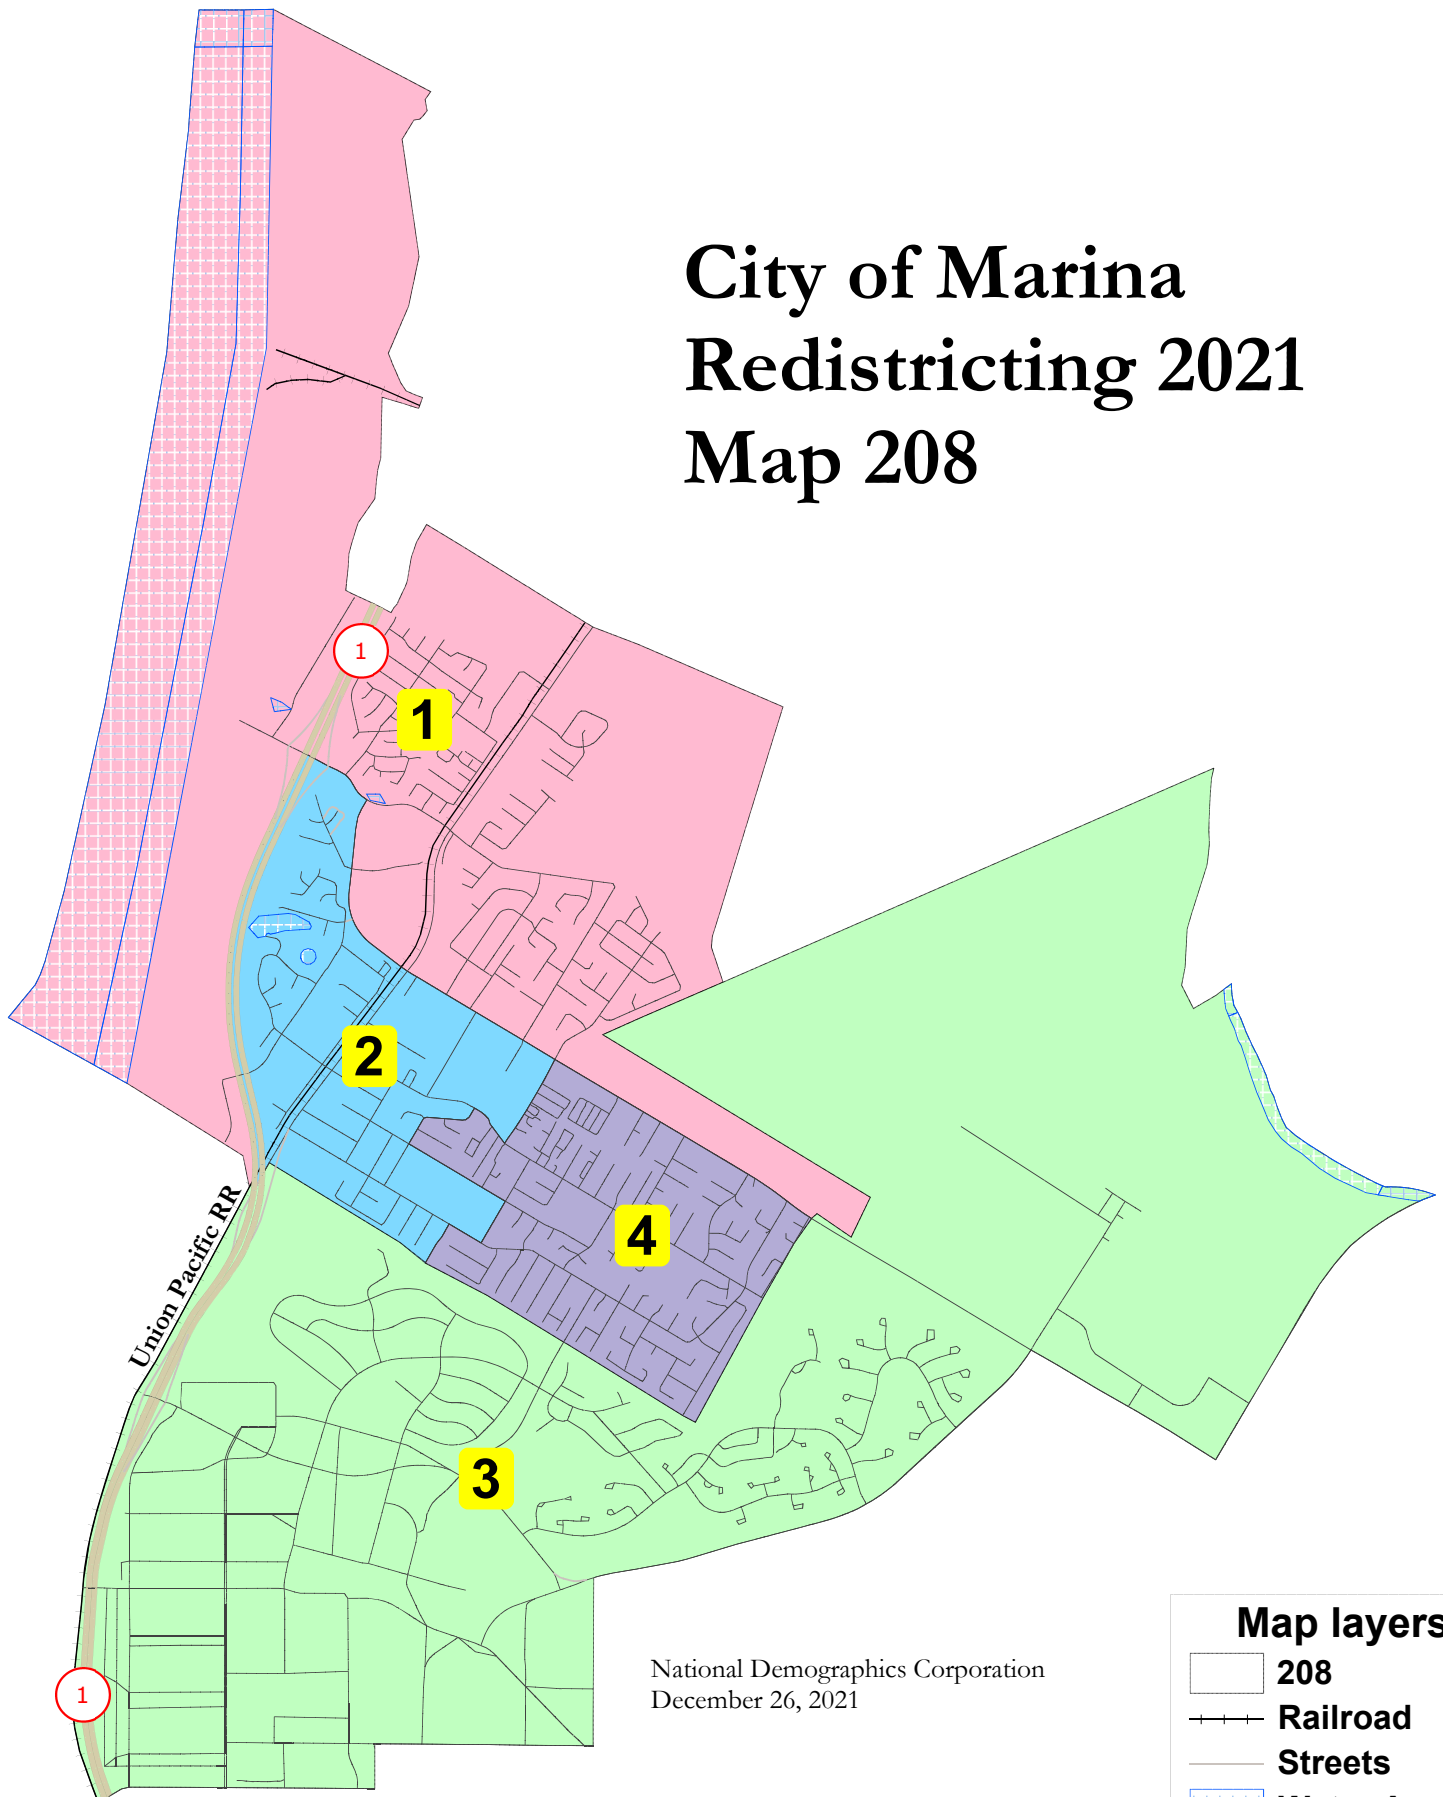 City of Marina
Redistricting 2021
Map 208
1
1
2
4
Union Pacific RR
3
National Demographics Corporation
December 26, 2021
1
Map layers
208
Railroad
Streets